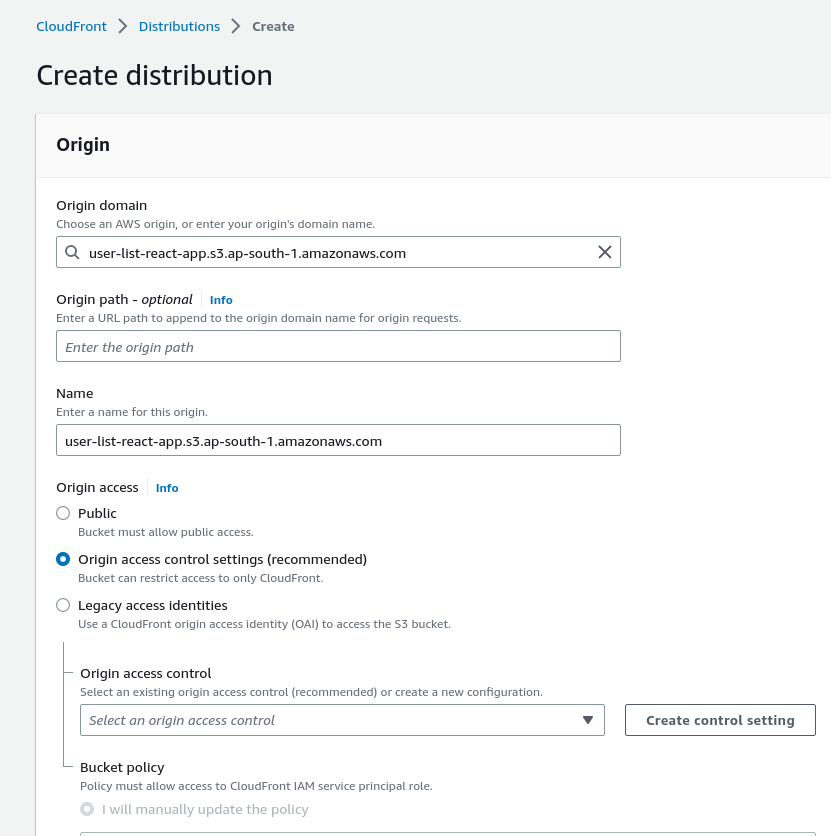 CloudFront > Distributions > Create
Create distribution
Origin
Origin domain
Choose an AWS origin, or enter your origin's domain name.
user-list-react-app.s3.ap-south-1.amazonaws.com
Origin path - optional Info
Enter a URL path to append to the origin domain name for origin requests.
Enter the origin path
Name
Enter a name for this origin.
user-list-react-app.s3.ap-south-1.amazonaws.com
Origin access Info
Public
Bucket must allow public access.
Origin access control settings (recommended)
Bucket can restrict access to only CloudFront.
Legacy access identities
Use a CloudFront origin access identity (OAI) to access the S3 bucket.
Origin access control
Select an existing origin access control (recommended) or create a new configuration.
Select an origin access control Create control setting
Bucket policy
Policy must allow access to CloudFront IAM service principal role.
I will manually update the policy